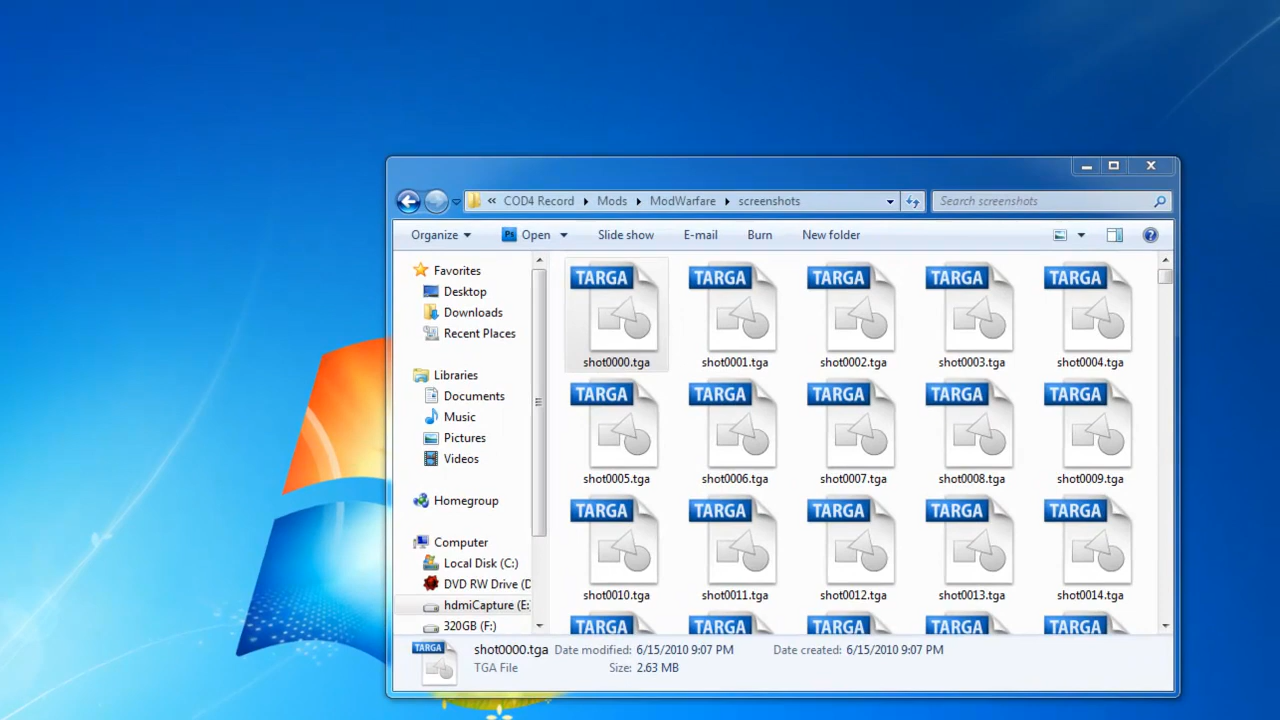 « COD4 Record Mods ModWarfare screenshots Search screenshots
Organize Ps Open Slide show E-mail Burn New folder
Favorites
Desktop
Downloads
Recent Places
Libraries
Documents
Music
Pictures
Videos
Homegroup
Computer
Local Disk (C:)
DVD RW Drive (D
hdmiCapture (E:
320GB (F:)
TARGA TARGA TARGA TARGA TARGA
shot0000.tga shot0001.tga shot0002.tga shot0003.tga shot0004.tga
TARGA TARGA TARGA TARGA TARGA
shot0005.tga shot0006.tga shot0007.tga shot0008.tga shot0009.tga
TARGA TARGA TARGA TARGA TARGA
shot0010.tga shot0011.tga shot0012.tga shot0013.tga shot0014.tga
TARGA TARGA TARGA TARGA TARGA
TARGA
shot0000.tga Date modified: 6/15/2010 9:07 PM Date created: 6/15/2010 9:07 PM
TGA File Size: 2.63 MB